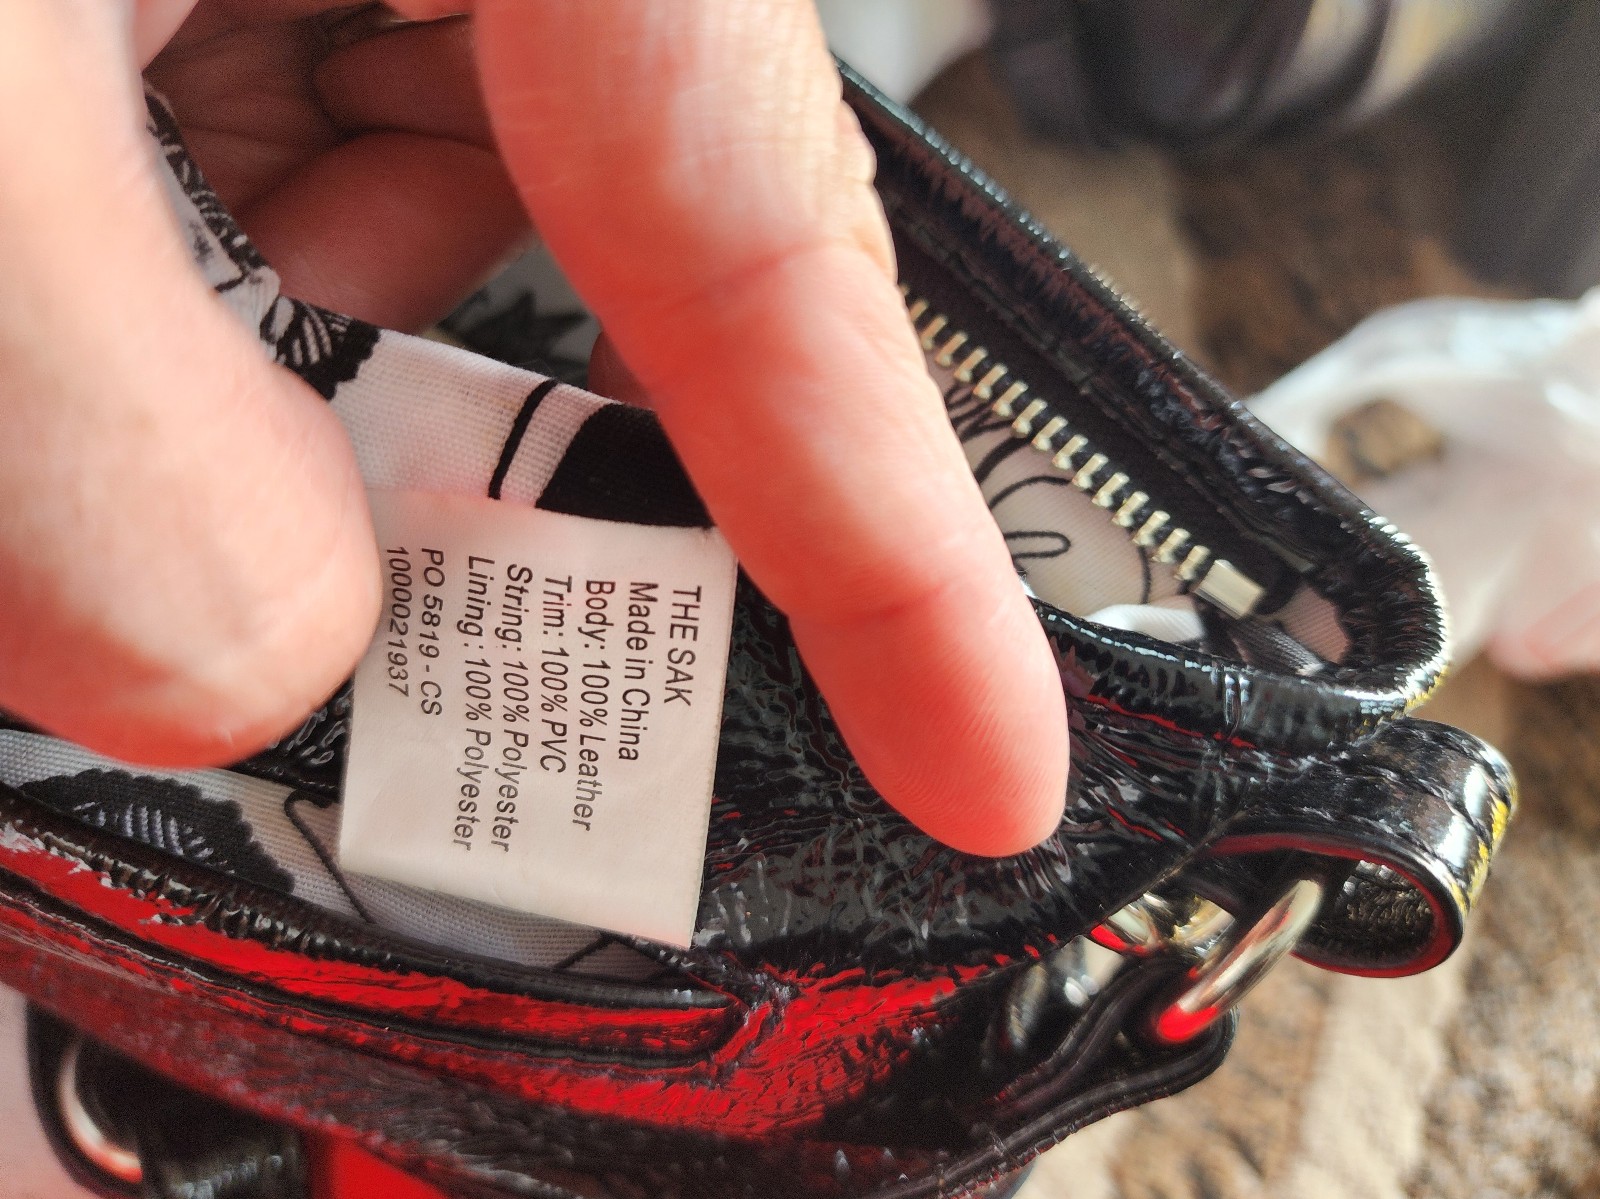 THE SAK
Made in China
Body: 100% Leather
Trim: 100% PVC
String: 100% Polyester
Lining : 100% Polyester
PO 5819 - CS
1000021937